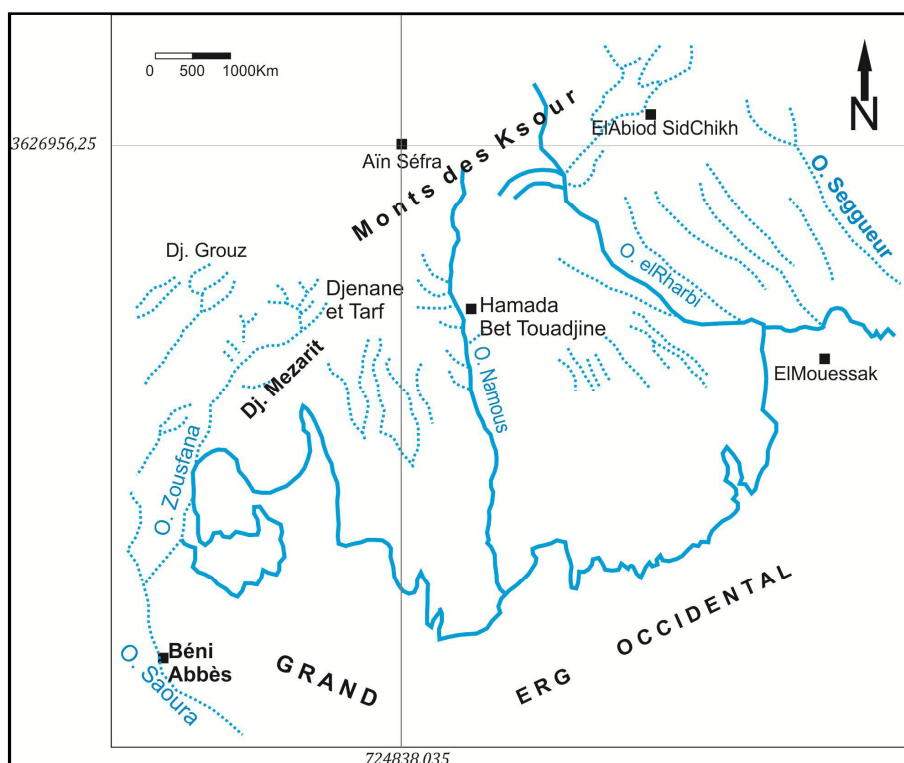 0 500 1000Km
N
ElAbiod SidChikh
3626956,25
Aïn Séfra
Monts des Ksour
O. Seggueur
Dj. Grouz
O. elRharbi
Djenane
et Tarf
Hamada
Bet Touadjine
O. Namous
ElMouessak
Dj. Mezarit
O. Zousfana
Béni
Abbès
O. Saoura
GRAND ERG OCCIDENTAL
724838,035